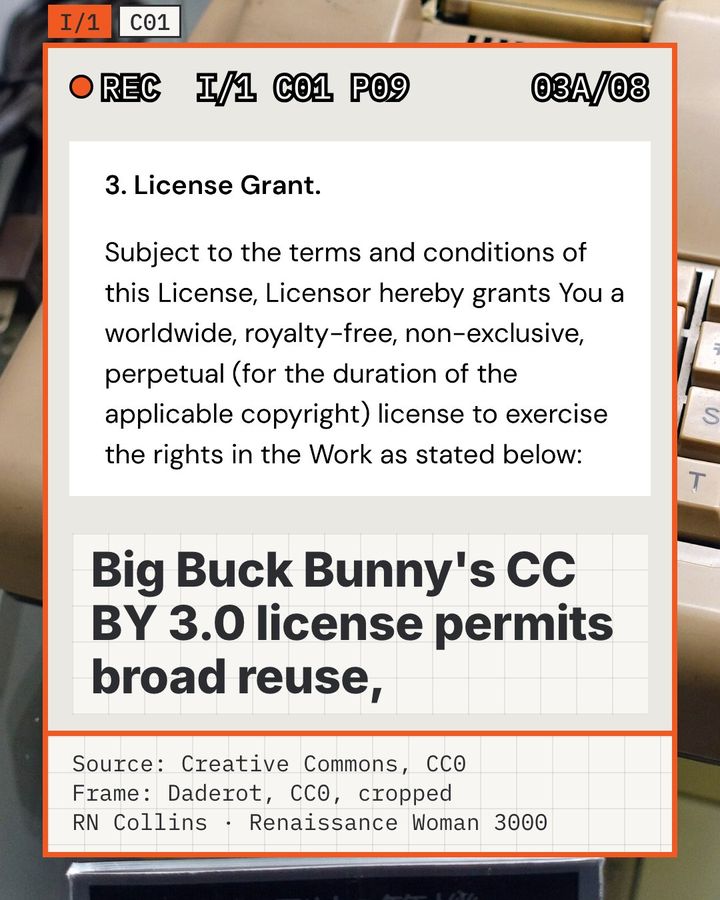 I/1 C01
REC I/1 C01 P09 03A/08
3. License Grant.
Subject to the terms and conditions of
this License, Licensor hereby grants You a
worldwide, royalty-free, non-exclusive,
perpetual (for the duration of the
applicable copyright) license to exercise
the rights in the Work as stated below:
Big Buck Bunny's CC
BY 3.0 license permits
broad reuse,
Source: Creative Commons, CC0
Frame: Daderot, CC0, cropped
RN Collins · Renaissance Woman 3000
S
T